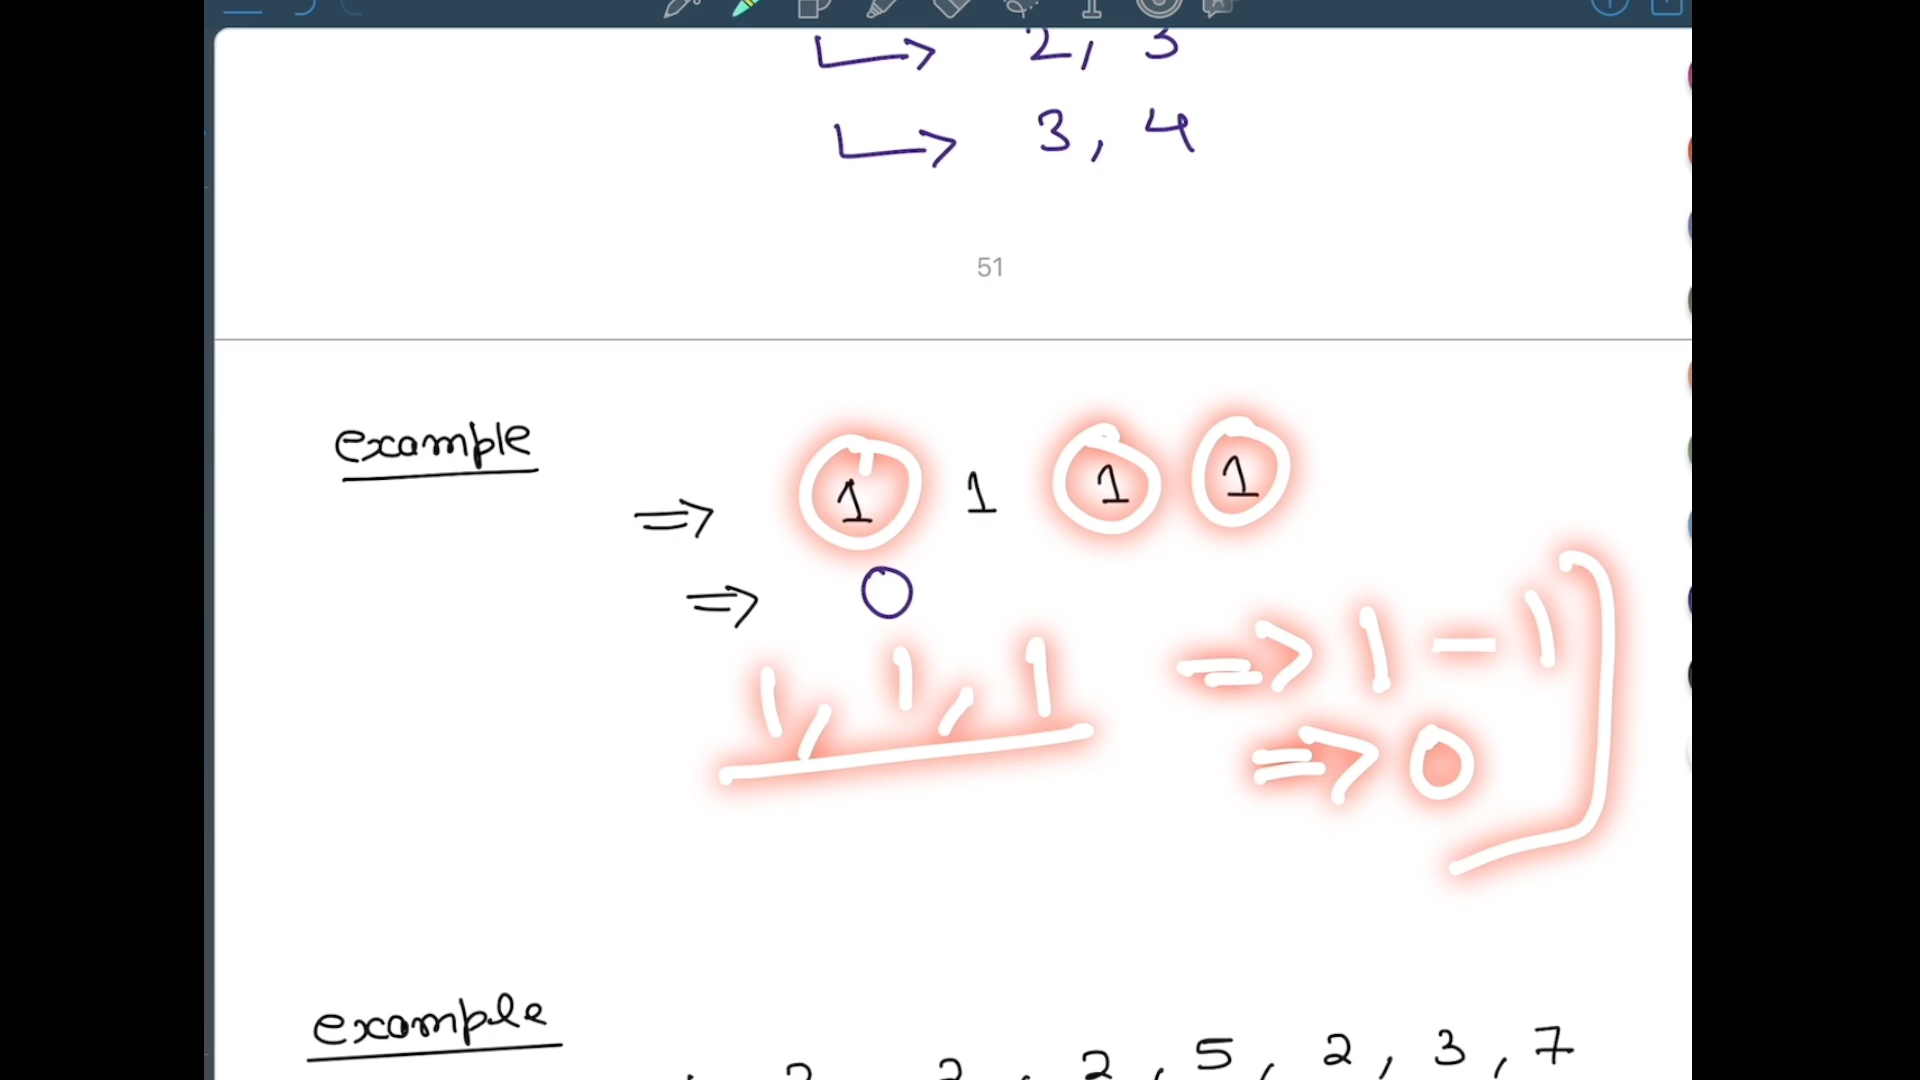 2, 3
3, 4
51
example
⇒ 1 1 1 1
⇒ 0
1, 1, 1 ⇒ 1 - 1
⇒ 0
example
2, 5, 2, 3, 7